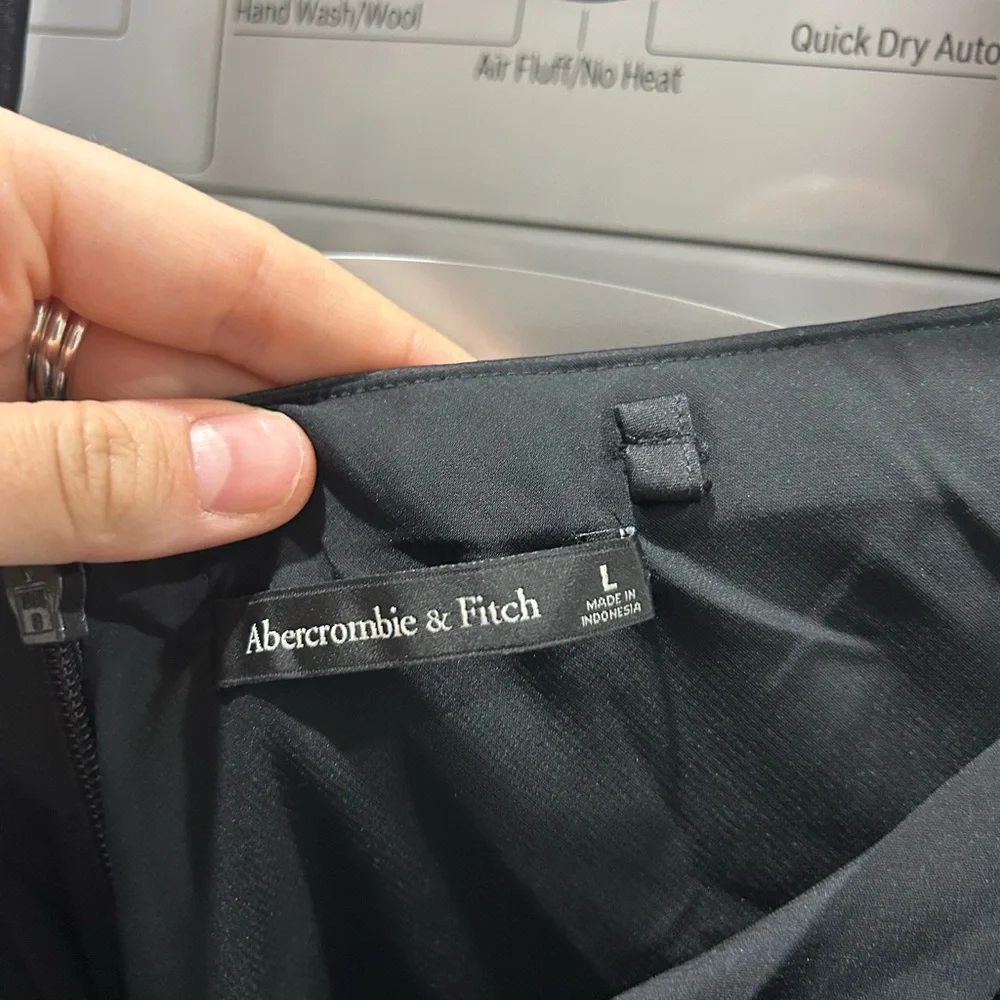 Hand Wash/Wool
Air Fluff/No Heat
Quick Dry Auto
Abercrombie & Fitch
L
MADE IN
INDONESIA